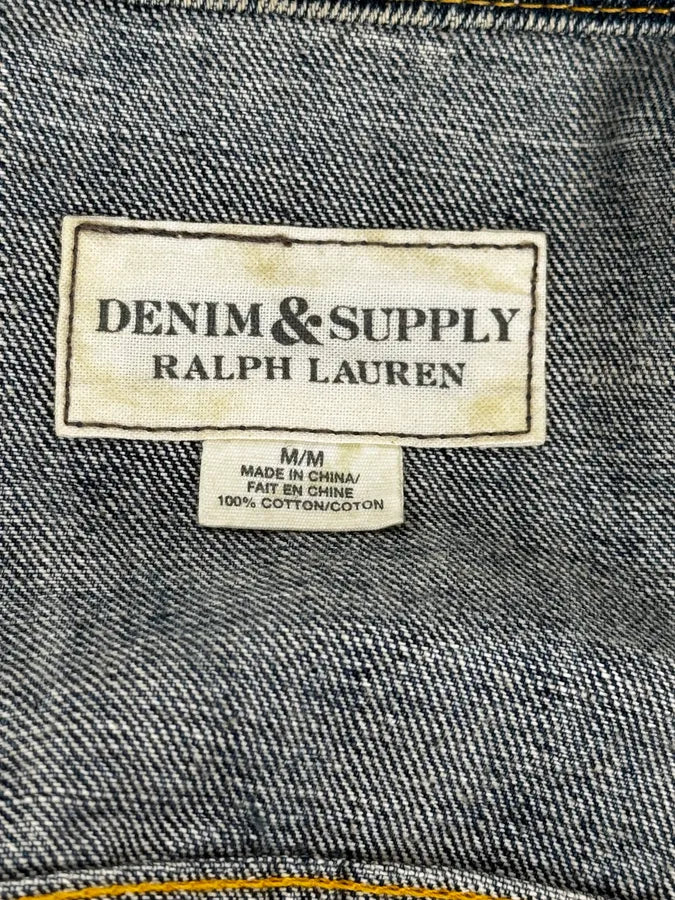 DENIM & SUPPLY
RALPH LAUREN
M/M
MADE IN CHINA/
FAIT EN CHINE
100% COTTON/COTON